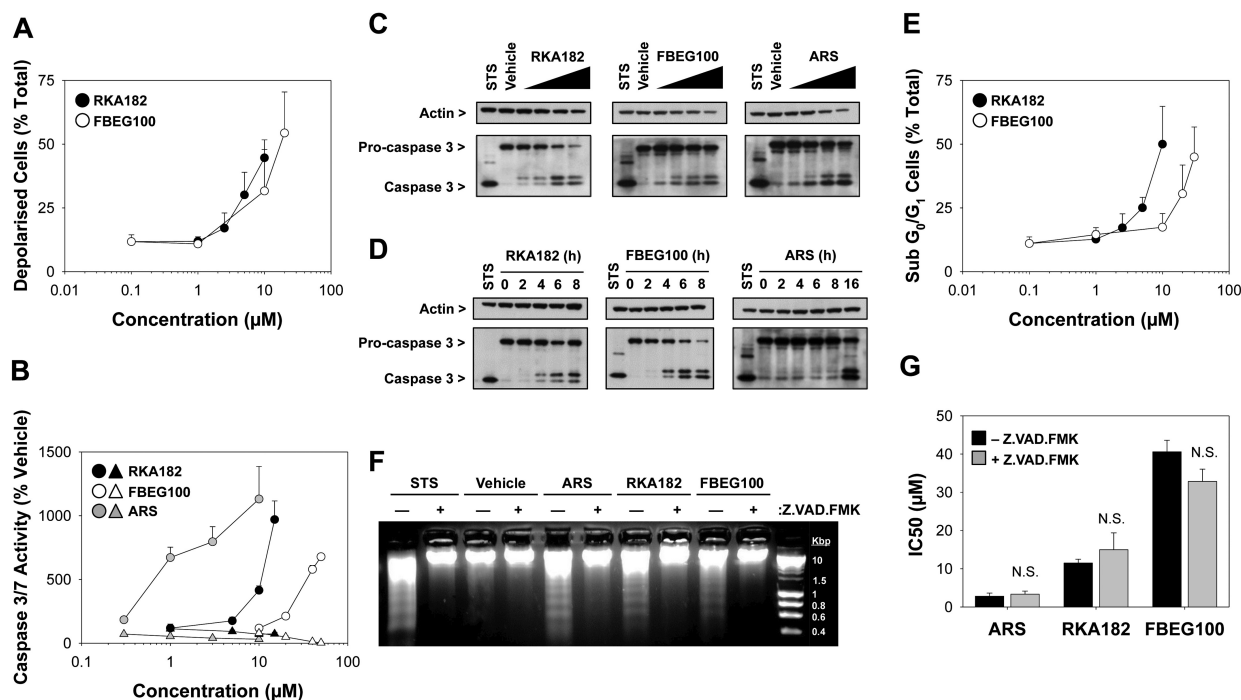 A
Depolarised Cells (% Total)
75
50
25
0
RKA182
FBEG100
0.01 0.1 1 10 100
Concentration (µM)
B
Caspase 3/7 Activity (% Vehicle)
1500
1000
500
0
RKA182
FBEG100
ARS
0.1 1 10 100
Concentration (µM)
C
STS Vehicle RKA182
STS Vehicle FBEG100
STS Vehicle ARS
Actin >
Pro-caspase 3 >
Caspase 3 >
D
RKA182 (h) FBEG100 (h) ARS (h)
STS 0 2 4 6 8
STS 0 2 4 6 8
STS 0 2 4 6 8 16
Actin >
Pro-caspase 3 >
Caspase 3 >
E
Sub G0/G1 Cells (% Total)
75
50
25
0
RKA182
FBEG100
0.01 0.1 1 10 100
Concentration (µM)
F
STS Vehicle ARS RKA182 FBEG100
— + — + — + — + — + :Z.VAD.FMK
Kbp
10
1.5
1
0.8
0.6
0.4
G
IC50 (µM)
50
40
30
20
10
0
– Z.VAD.FMK
+ Z.VAD.FMK
N.S.
N.S.
N.S.
ARS RKA182 FBEG100